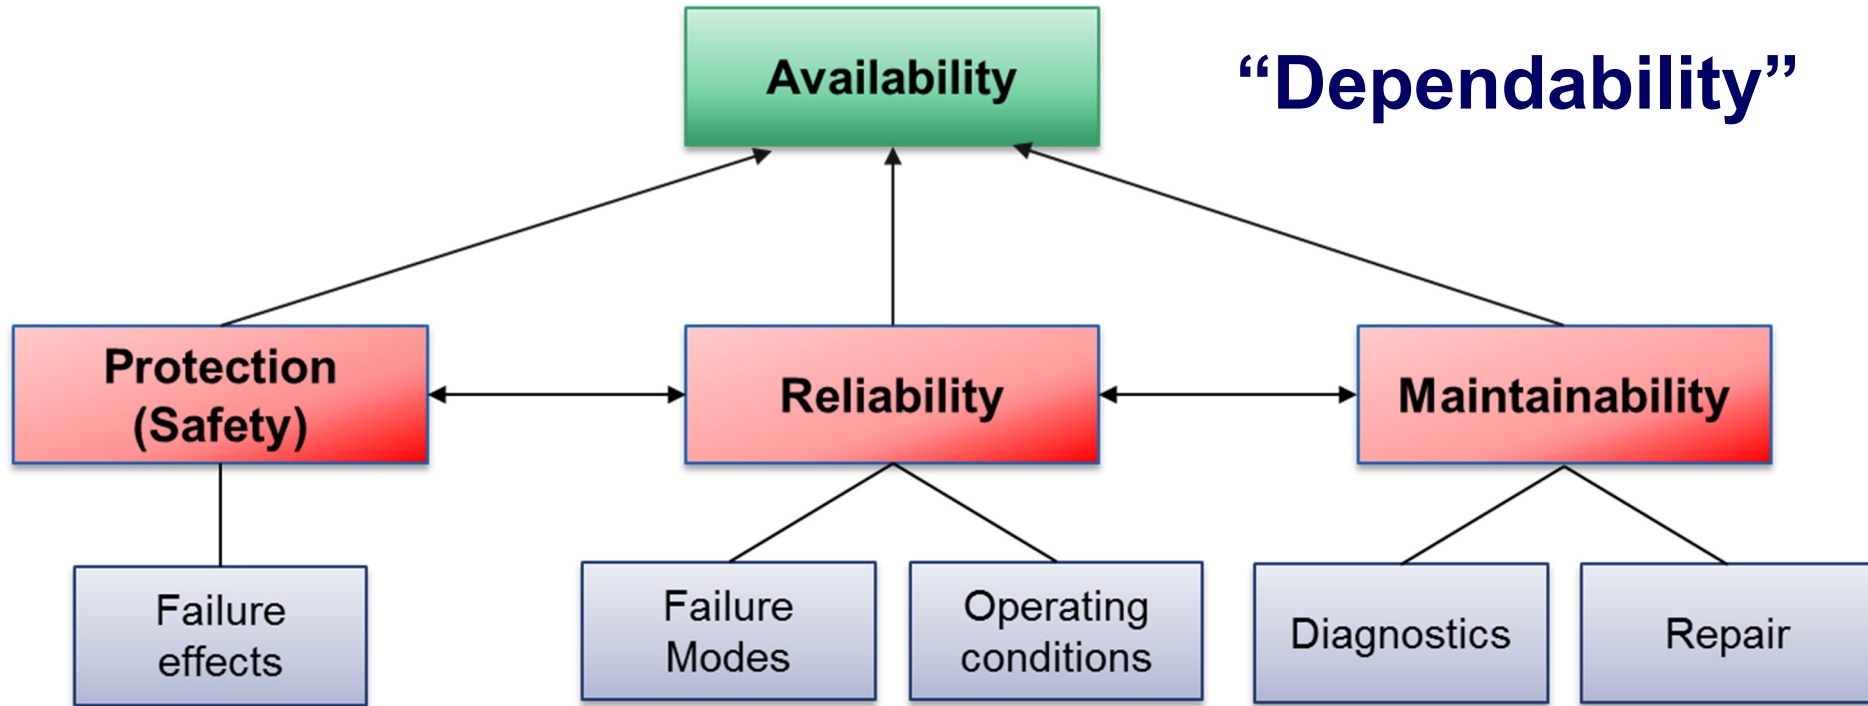 Availability
“Dependability”
Protection
(Safety)
Reliability
Maintainability
Failure
effects
Failure
Modes
Operating
conditions
Diagnostics
Repair